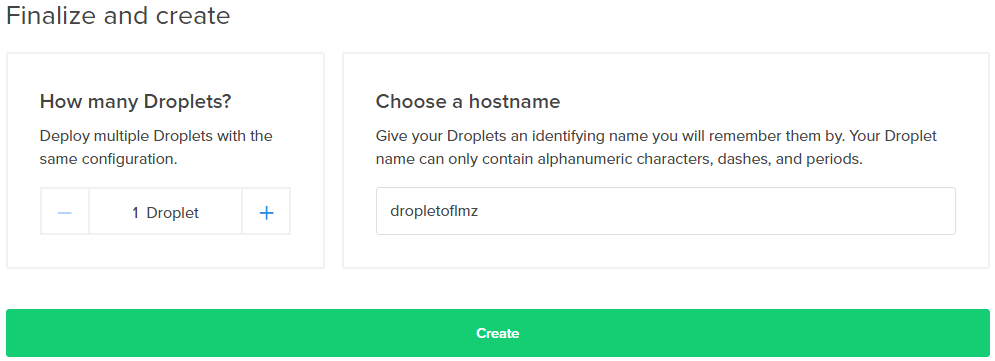 Finalize and create
How many Droplets?
Deploy multiple Droplets with the
same configuration.
1 Droplet
Choose a hostname
Give your Droplets an identifying name you will remember them by. Your Droplet
name can only contain alphanumeric characters, dashes, and periods.
dropletoflmz
Create